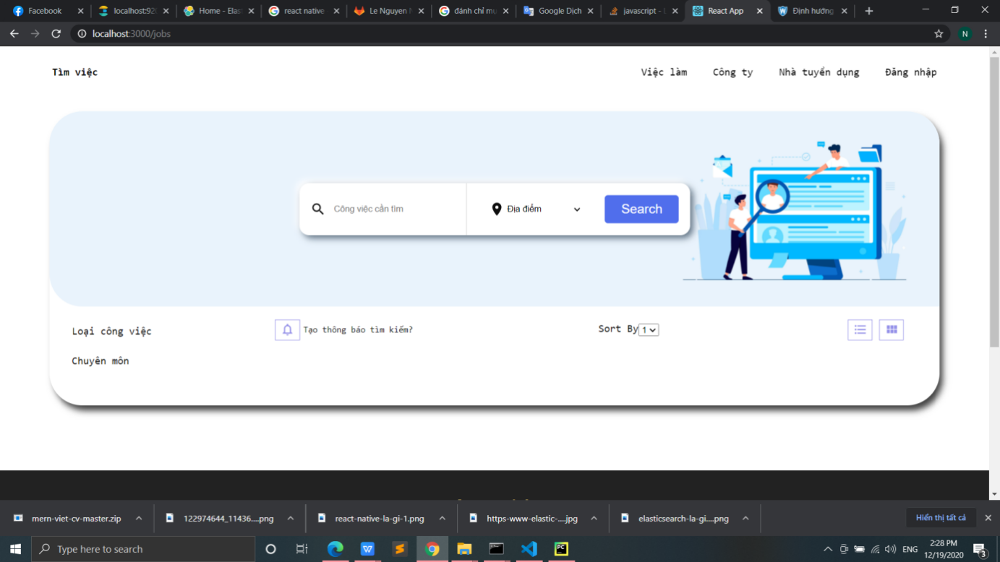 Facebook
localhost:920
Home - Elas
react native
Le Nguyen N
đánh chỉ mụ
Google Dịch
javascript - L
React App
Định hướng
localhost:3000/jobs
N
Tìm việc
Việc làm
Công ty
Nhà tuyển dụng
Đăng nhập
Công việc cần tìm
Địa điểm
Search
Loại công việc
Tạo thông báo tìm kiếm?
Sort By 1
Chuyên môn
mern-viet-cv-master.zip
122974644_11436....png
react-native-la-gi-1.png
https-www-elastic-....jpg
elasticsearch-la-gi....png
Hiển thị tất cả
Type here to search
ENG
2:28 PM
12/19/2020
3